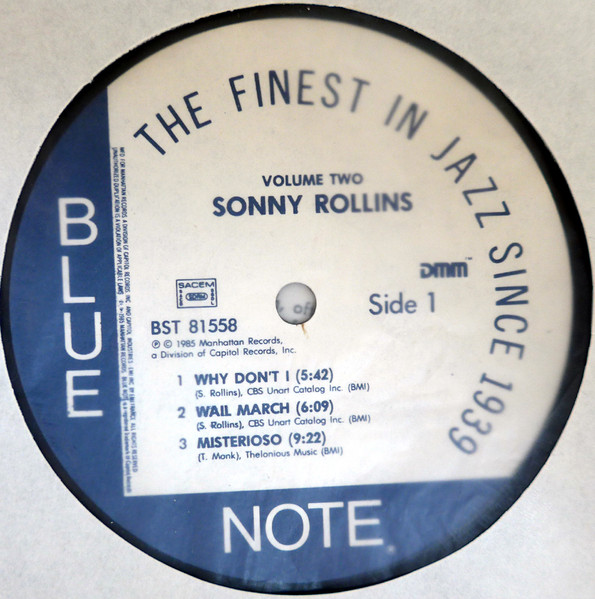 THE FINEST IN JAZZ SINCE 1939
VOLUME TWO
SONNY ROLLINS
DMM
SACEM
SDRM
Side 1
BST 81558
℗ © 1985 Manhattan Records,
a Division of Capitol Records, Inc.
1 WHY DON'T I (5:42)
(S. Rollins), CBS Unart Catalog Inc. (BMI)
2 WAIL MARCH (6:09)
(S. Rollins), CBS Unart Catalog Inc. (BMI)
3 MISTERIOSO (9:22)
(T. Monk), Thelonious Music (BMI)
BLUE
NOTE